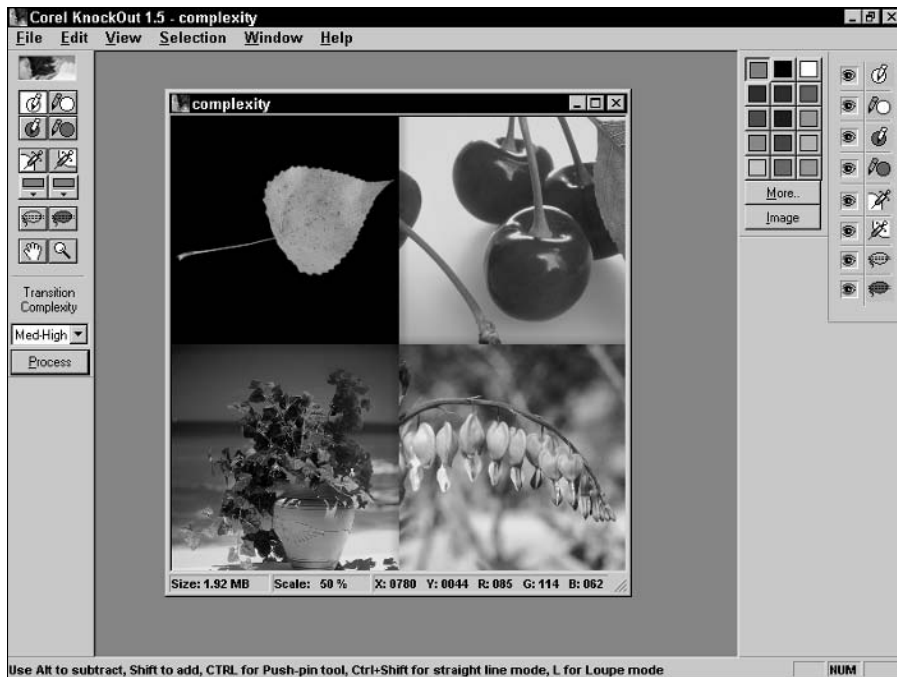 Corel KnockOut 1.5 - complexity
File Edit View Selection Window Help
complexity
More..
Image
Transition
Complexity
Med-High
Process
Size: 1.92 MB Scale: 50 % X: 0780 Y: 0044 R: 085 G: 114 B: 062
Use Alt to subtract, Shift to add, CTRL for Push-pin tool, Ctrl+Shift for straight line mode, L for Loupe mode NUM